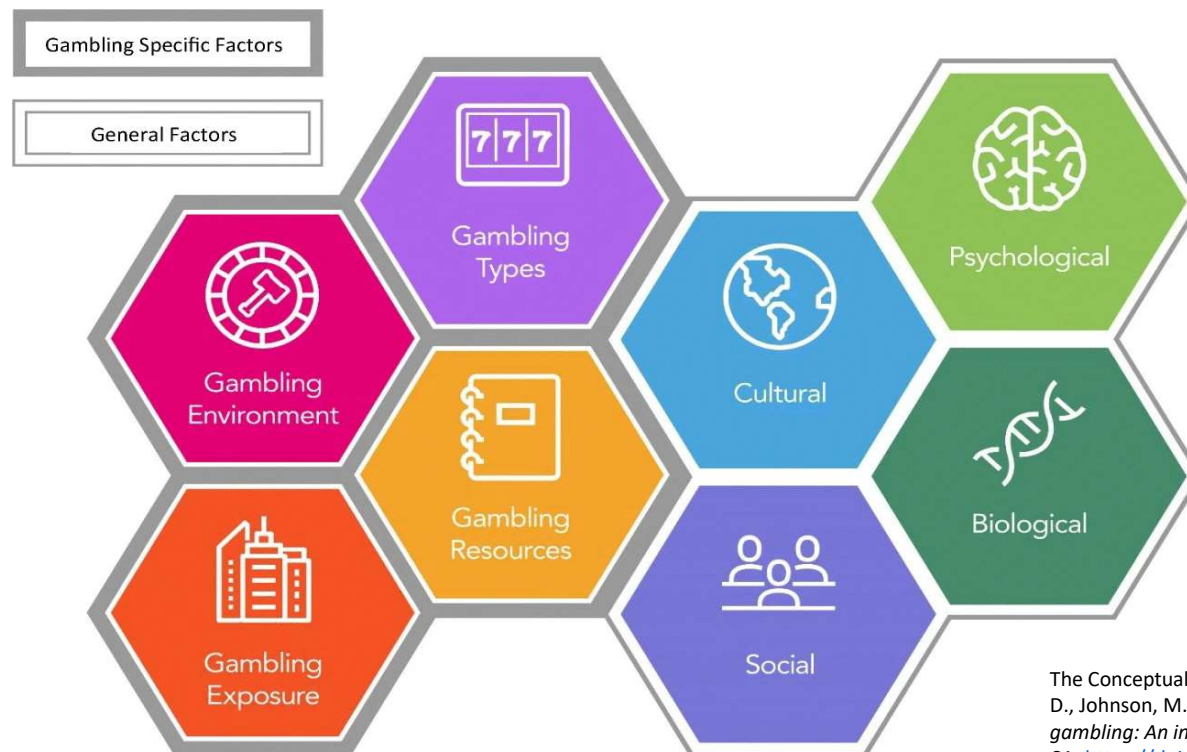 Gambling Specific Factors
General Factors
777
Gambling
Types
Psychological
Gambling
Environment
Cultural
Gambling
Resources
Biological
Gambling
Exposure
Social
The Conceptual
D., Johnson, M.
gambling: An in